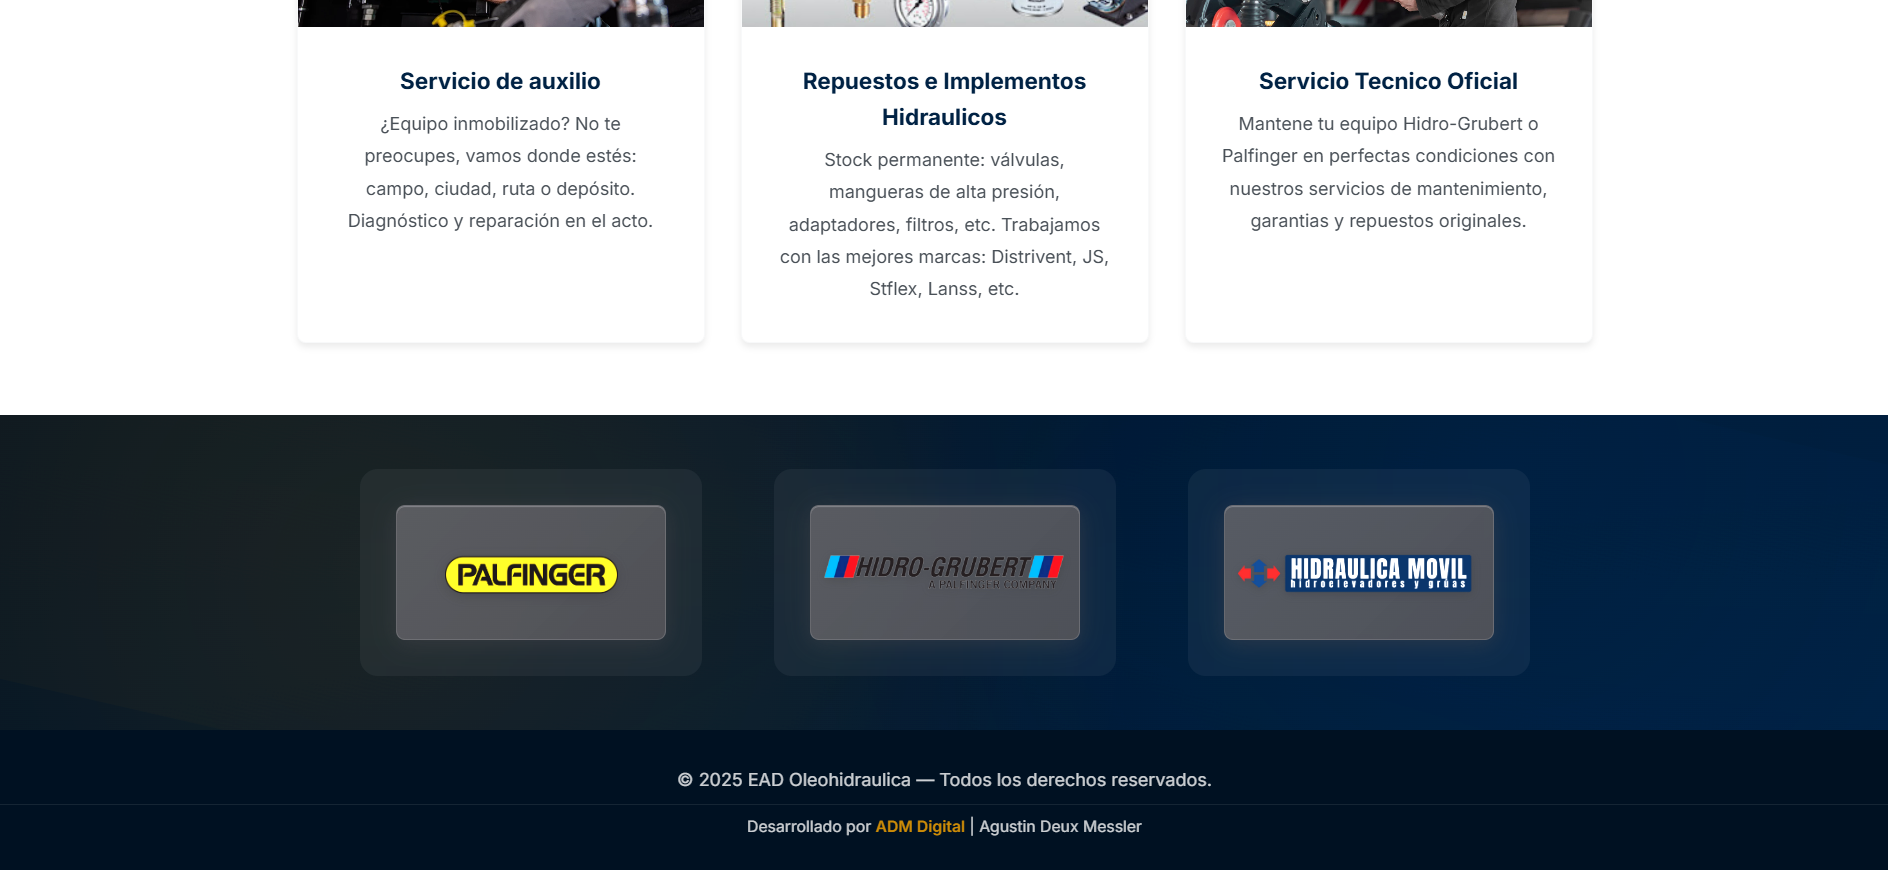 Servicio de auxilio
¿Equipo inmobilizado? No te
preocupes, vamos donde estés:
campo, ciudad, ruta o depósito.
Diagnóstico y reparación en el acto.
Repuestos e Implementos
Hidraulicos
Stock permanente: válvulas,
mangueras de alta presión,
adaptadores, filtros, etc. Trabajamos
con las mejores marcas: Distrivent, JS,
Stflex, Lanss, etc.
Servicio Tecnico Oficial
Mantene tu equipo Hidro-Grubert o
Palfinger en perfectas condiciones con
nuestros servicios de mantenimiento,
garantias y repuestos originales.
PALFINGER
HIDRO-GRUBERT
A PALFINGER COMPANY
HIDRAULICA MOVIL
hidroelevadores y grúas
© 2025 EAD Oleohidraulica — Todos los derechos reservados.
Desarrollado por ADM Digital | Agustin Deux Messler